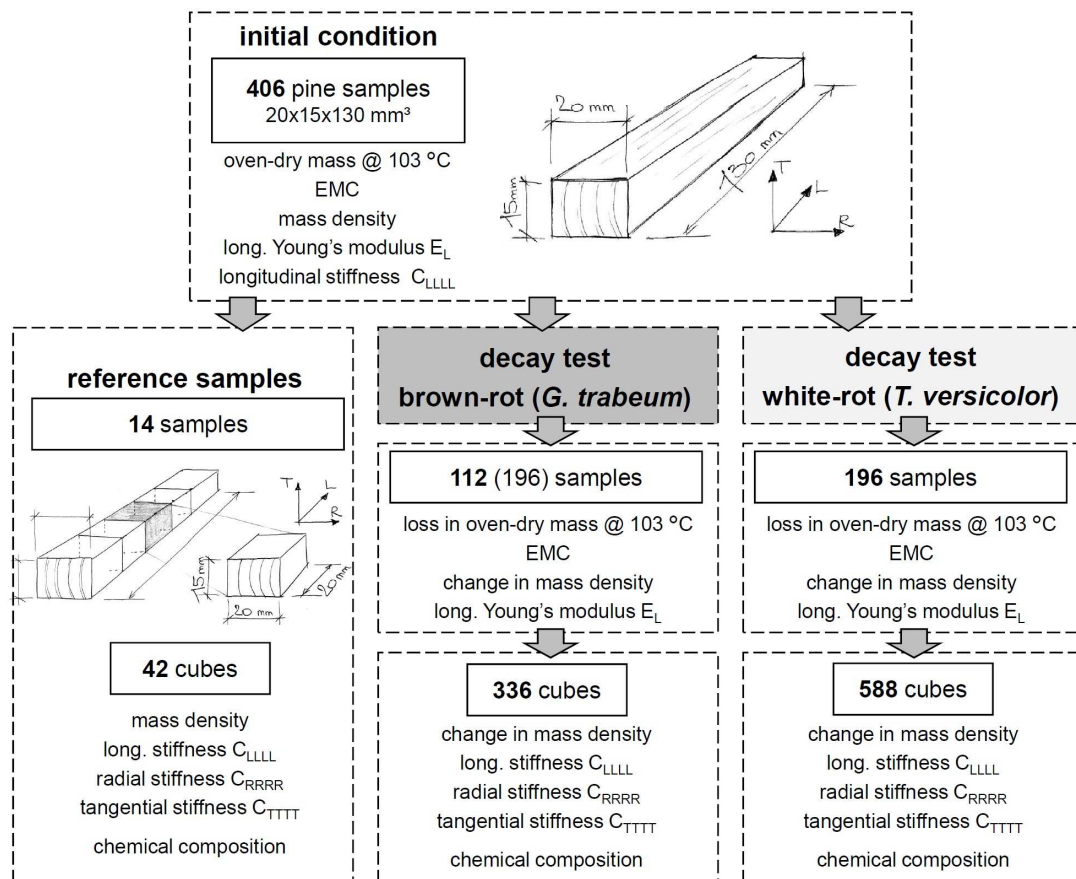 initial condition
406 pine samples
20x15x130 mm³
oven-dry mass @ 103 °C
EMC
mass density
long. Young's modulus E_L
longitudinal stiffness C_LLLL
20 mm
15mm
130 mm
T
L
R
reference samples
14 samples
T
L
R
15mm
20mm
20 mm
42 cubes
mass density
long. stiffness C_LLLL
radial stiffness C_RRRR
tangential stiffness C_TTTT
chemical composition
decay test
brown-rot (G. trabeum)
112 (196) samples
loss in oven-dry mass @ 103 °C
EMC
change in mass density
long. Young's modulus E_L
336 cubes
change in mass density
long. stiffness C_LLLL
radial stiffness C_RRRR
tangential stiffness C_TTTT
chemical composition
decay test
white-rot (T. versicolor)
196 samples
loss in oven-dry mass @ 103 °C
EMC
change in mass density
long. Young's modulus E_L
588 cubes
change in mass density
long. stiffness C_LLLL
radial stiffness C_RRRR
tangential stiffness C_TTTT
chemical composition